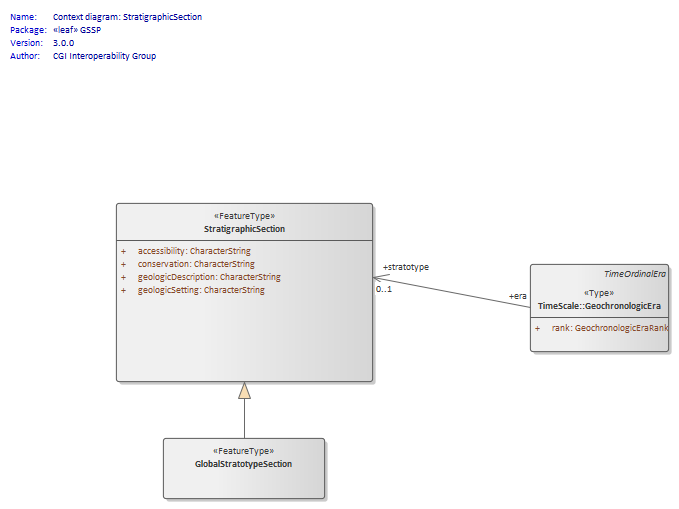 Name: Context diagram: StratigraphicSection
Package: «leaf» GSSP
Version: 3.0.0
Author: CGI Interoperability Group
«FeatureType»
StratigraphicSection
+ accessibility: CharacterString
+ conservation: CharacterString
+ geologicDescription: CharacterString
+ geologicSetting: CharacterString
+stratotype
0..1
+era
TimeOrdinalEra
«Type»
TimeScale::GeochronologicEra
+ rank: GeochronologicEraRank
«FeatureType»
GlobalStratotypeSection